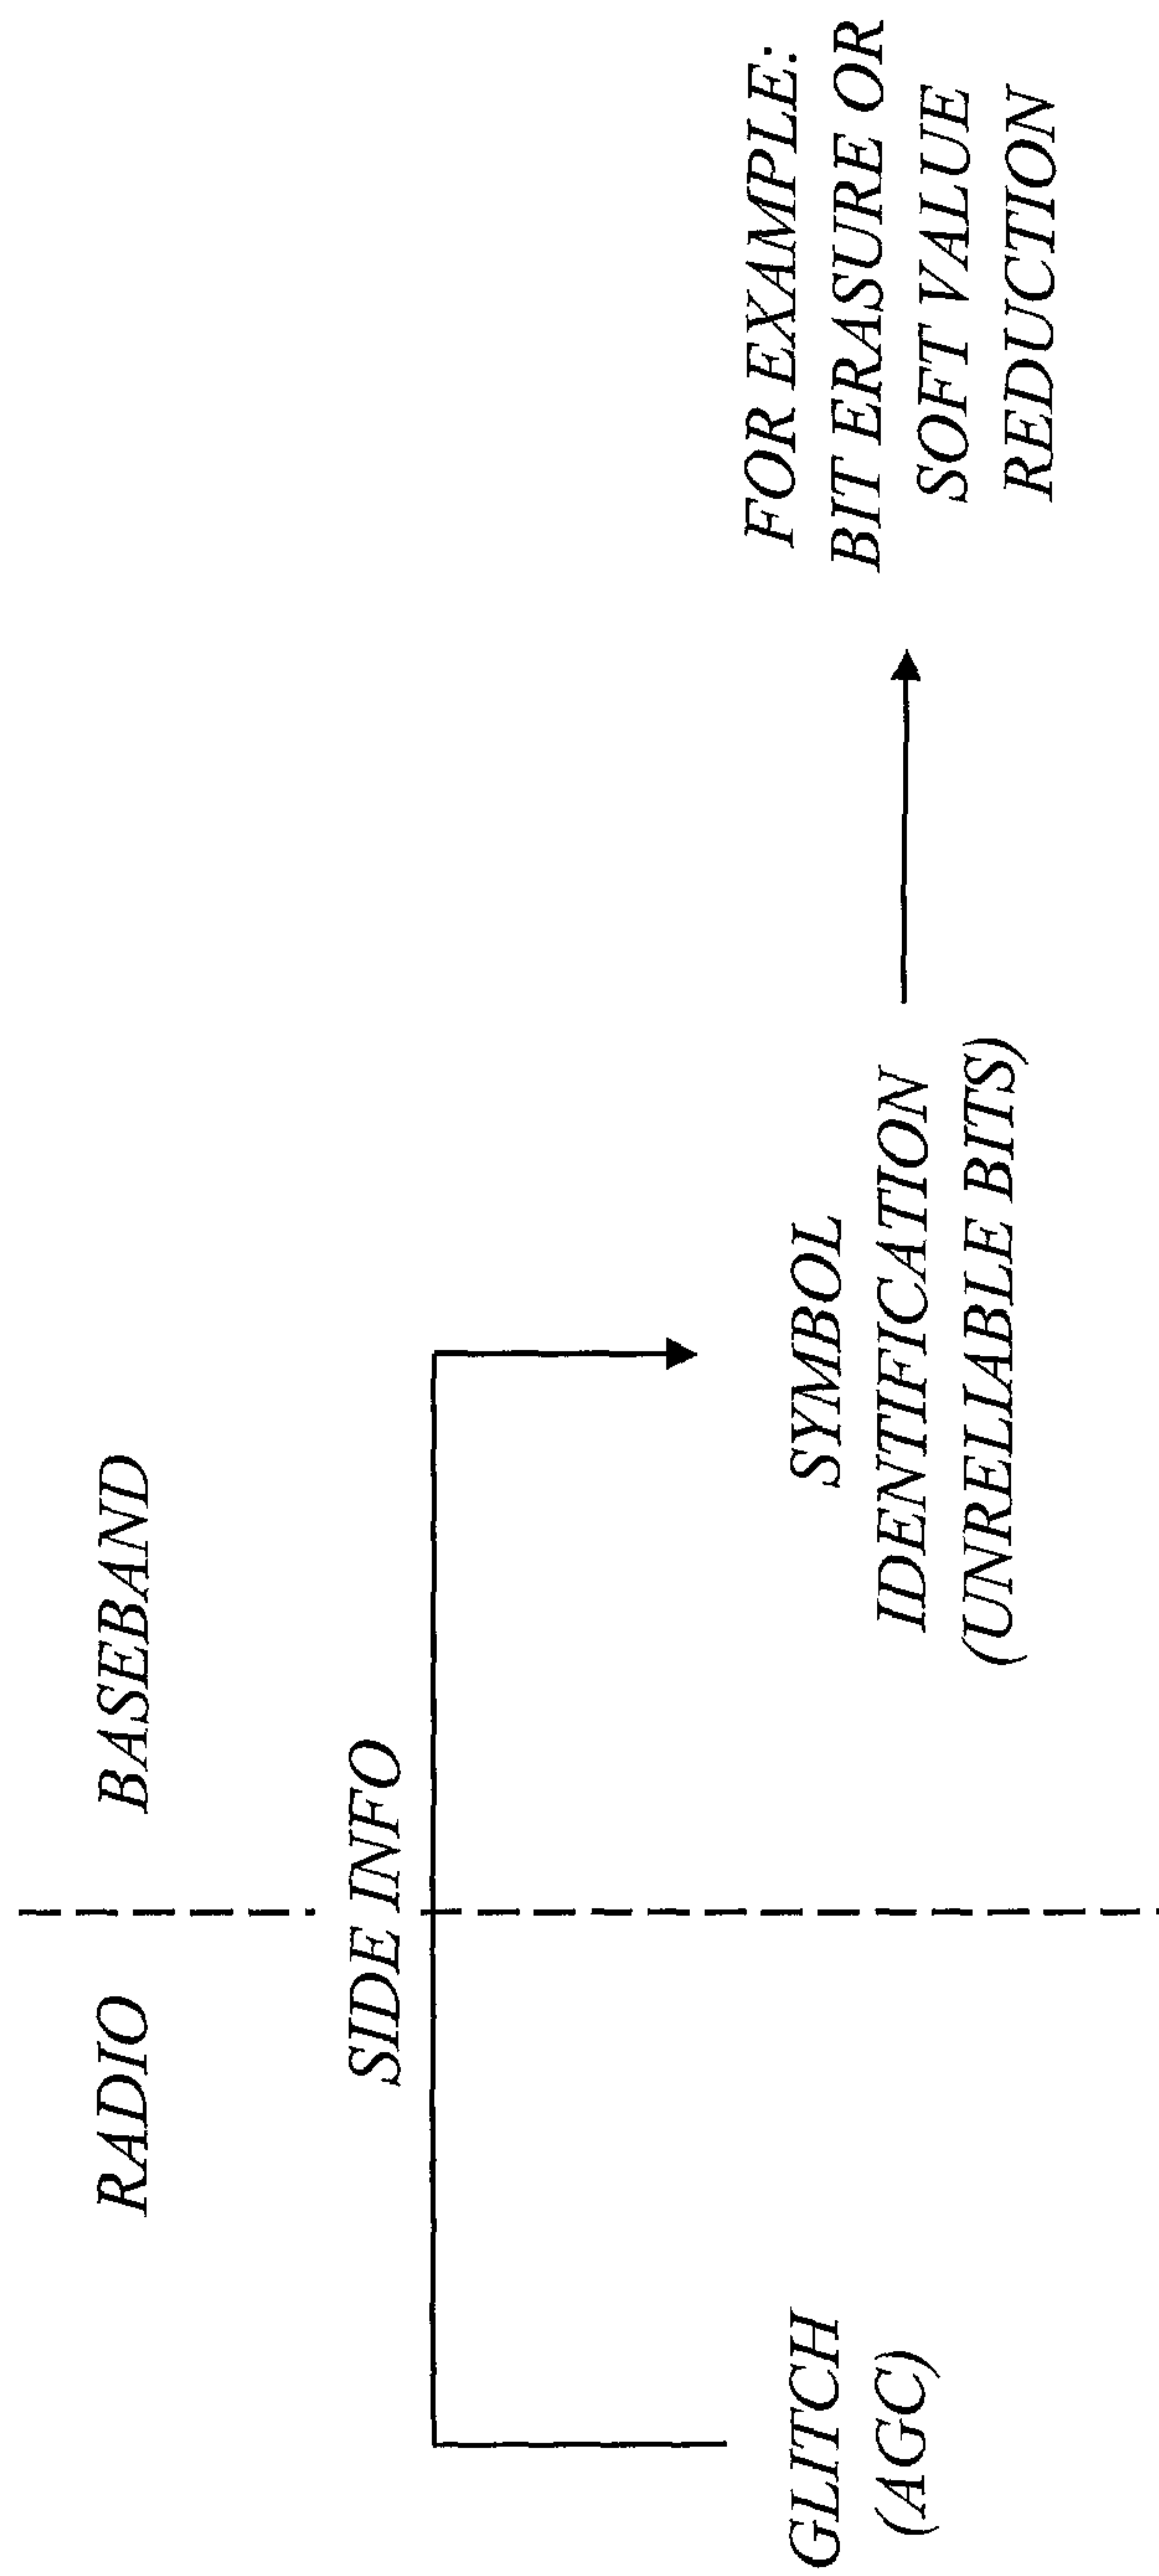 RADIO
BASEBAND
SIDE INFO
GLITCH
(AGC)
SYMBOL
IDENTIFICATION
(UNRELIABLE BITS)
FOR EXAMPLE:
BIT ERASURE OR
SOFT VALUE
REDUCTION